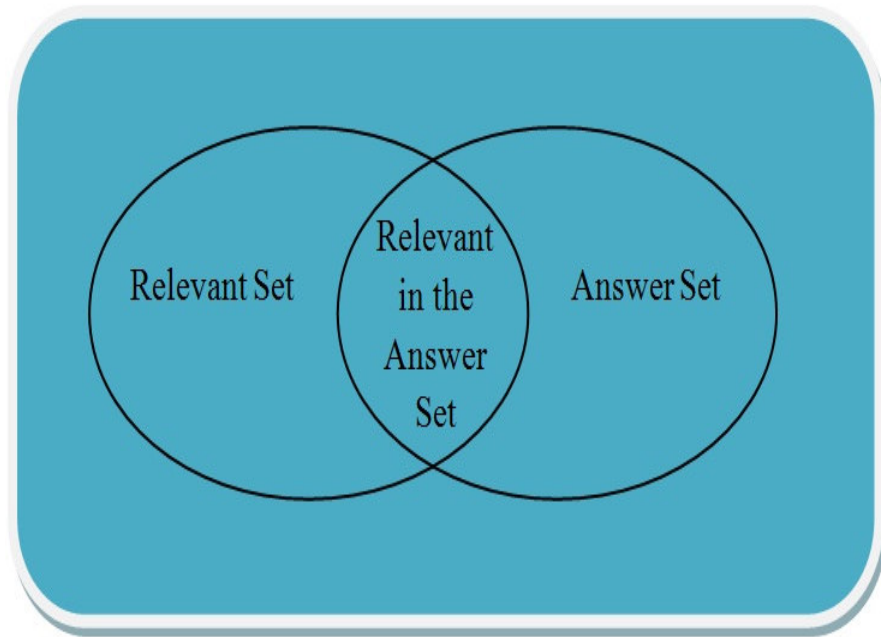 Relevant Set
Relevant
in the
Answer
Set
Answer Set